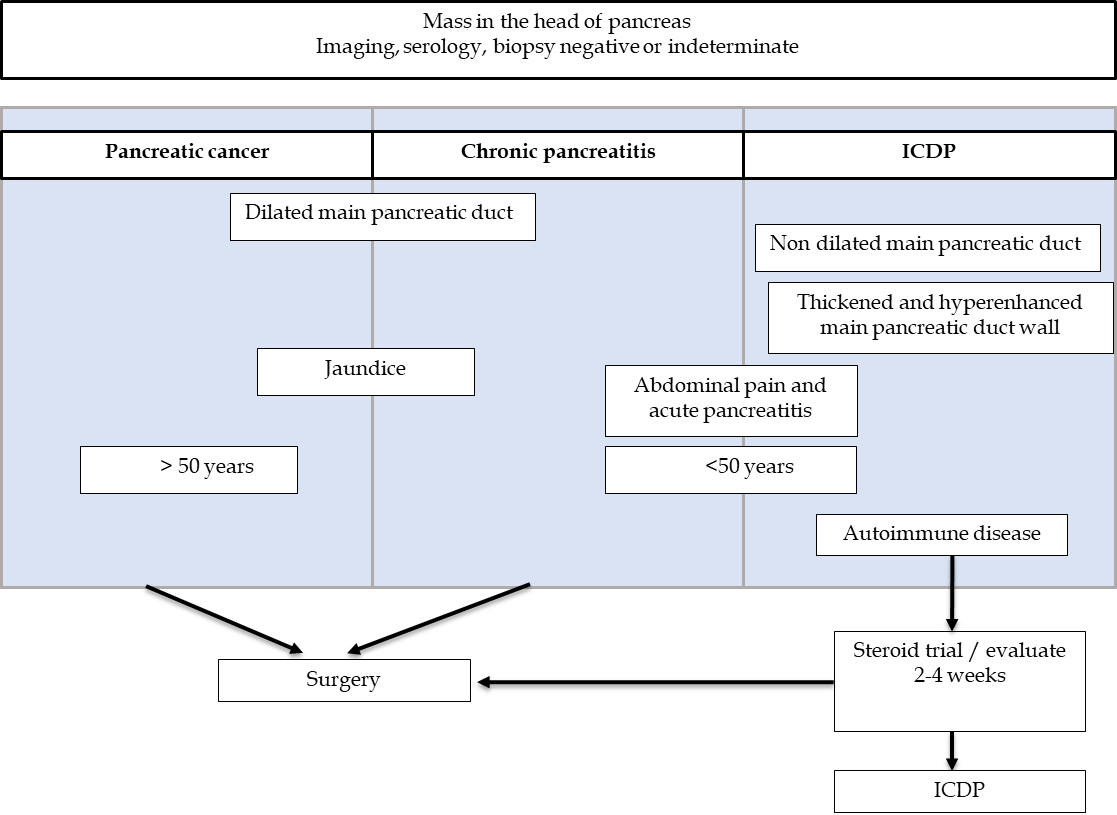 Mass in the head of pancreas
Imaging, serology, biopsy negative or indeterminate
Pancreatic cancer
Chronic pancreatitis
ICDP
Dilated main pancreatic duct
Non dilated main pancreatic duct
Thickened and hyperenhanced
main pancreatic duct wall
Jaundice
Abdominal pain and
acute pancreatitis
> 50 years
<50 years
Autoimmune disease
Steroid trial / evaluate
2-4 weeks
Surgery
ICDP